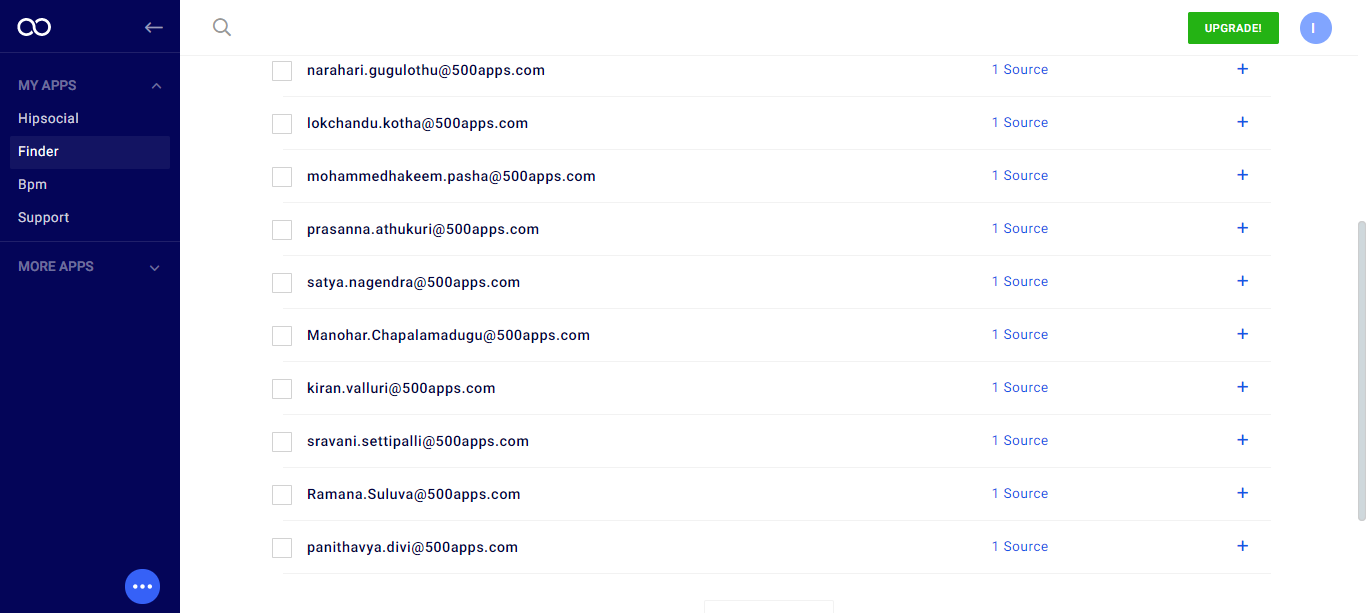 UPGRADE!
I
MY APPS
Hipsocial
Finder
Bpm
Support
MORE APPS
narahari.gugulothu@500apps.com 1 Source +
lokchandu.kotha@500apps.com 1 Source +
mohammedhakeem.pasha@500apps.com 1 Source +
prasanna.athukuri@500apps.com 1 Source +
satya.nagendra@500apps.com 1 Source +
Manohar.Chapalamadugu@500apps.com 1 Source +
kiran.valluri@500apps.com 1 Source +
sravani.settipalli@500apps.com 1 Source +
Ramana.Suluva@500apps.com 1 Source +
panithavya.divi@500apps.com 1 Source +